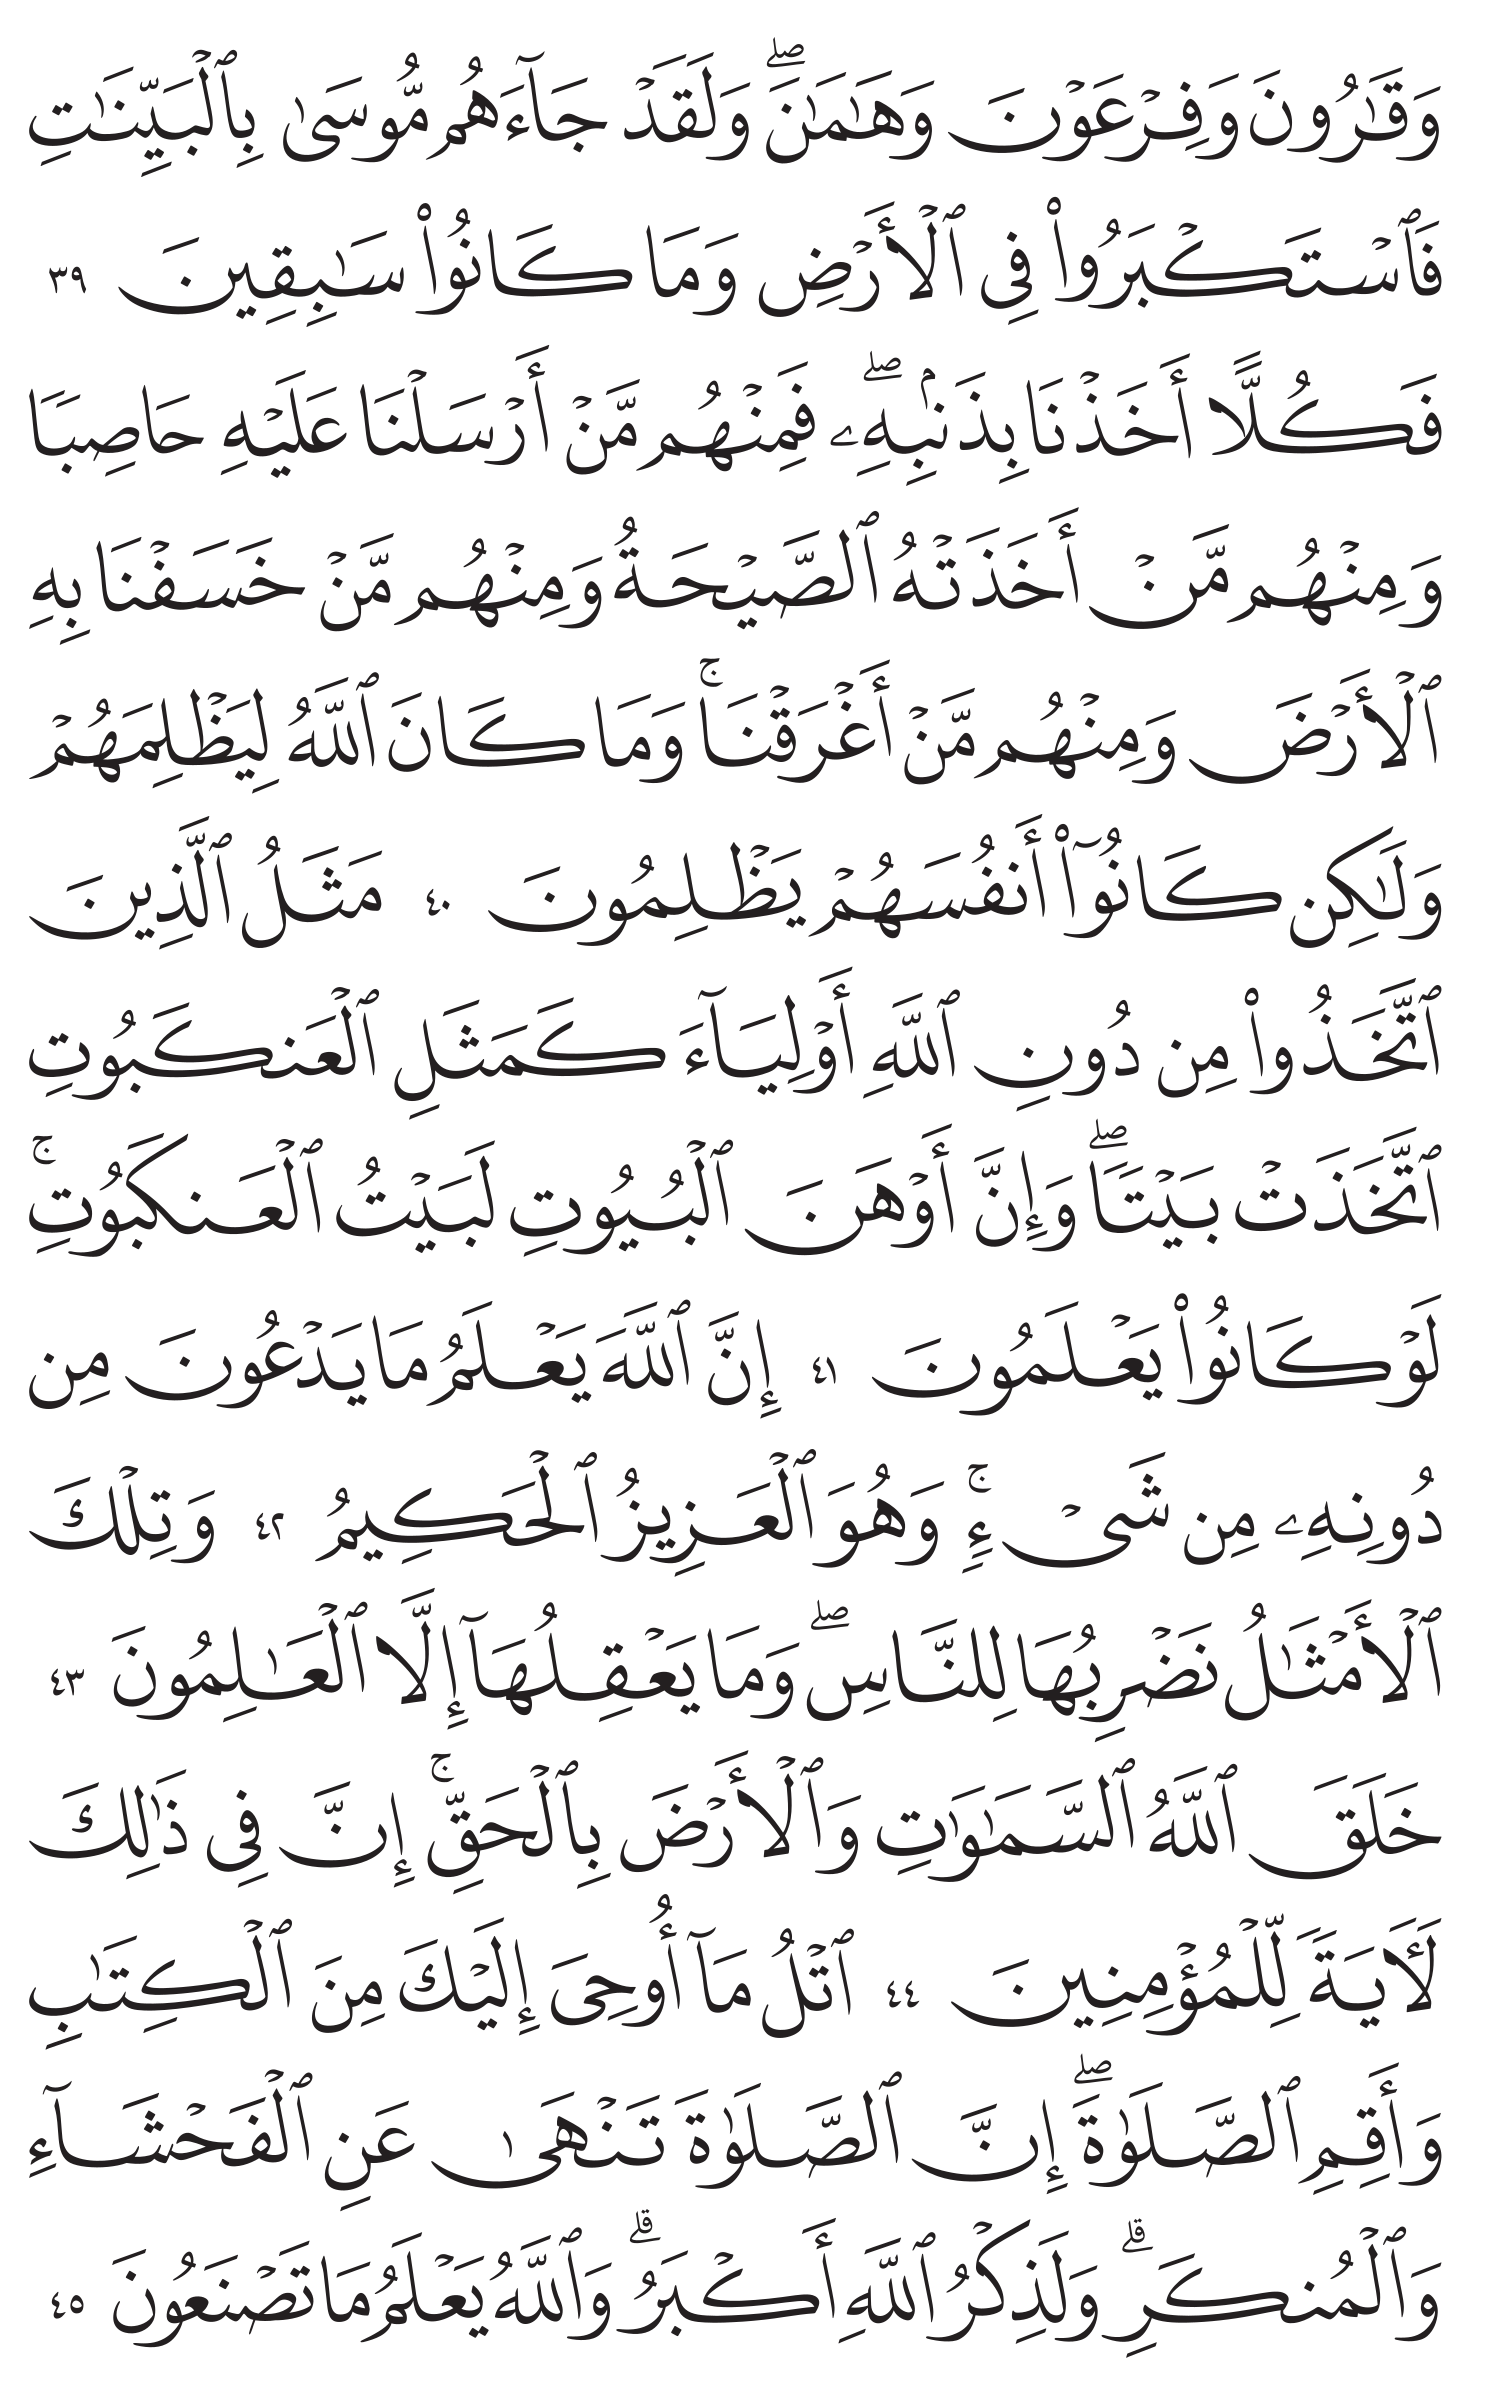 وَقَٰرُونَ وَفِرْعَوْنَ وَهَٰمَٰنَۖ وَلَقَدْ جَآءَهُم مُّوسَىٰ بِٱلْبَيِّنَٰتِ
فَٱسْتَكْبَرُوا۟ فِى ٱلْأَرْضِ وَمَا كَانُوا۟ سَٰبِقِينَ ٣٩
فَكُلًّا أَخَذْنَا بِذَنۢبِهِۦۖ فَمِنْهُم مَّنْ أَرْسَلْنَا عَلَيْهِ حَاصِبًا
وَمِنْهُم مَّنْ أَخَذَتْهُ ٱلصَّيْحَةُ وَمِنْهُم مَّنْ خَسَفْنَا بِهِ
ٱلْأَرْضَ وَمِنْهُم مَّنْ أَغْرَقْنَاۚ وَمَا كَانَ ٱللَّهُ لِيَظْلِمَهُمْ
وَلَٰكِن كَانُوٓا۟ أَنفُسَهُمْ يَظْلِمُونَ ٤٠ مَثَلُ ٱلَّذِينَ
ٱتَّخَذُوا۟ مِن دُونِ ٱللَّهِ أَوْلِيَآءَ كَمَثَلِ ٱلْعَنكَبُوتِ
ٱتَّخَذَتْ بَيْتًاۖ وَإِنَّ أَوْهَنَ ٱلْبُيُوتِ لَبَيْتُ ٱلْعَنكَبُوتِۚ
لَوْ كَانُوا۟ يَعْلَمُونَ ٤١ إِنَّ ٱللَّهَ يَعْلَمُ مَا يَدْعُونَ مِن
دُونِهِۦ مِن شَىْءٍۚ وَهُوَ ٱلْعَزِيزُ ٱلْحَكِيمُ ٤٢ وَتِلْكَ
ٱلْأَمْثَٰلُ نَضْرِبُهَا لِلنَّاسِۖ وَمَا يَعْقِلُهَآ إِلَّا ٱلْعَٰلِمُونَ ٤٣
خَلَقَ ٱللَّهُ ٱلسَّمَٰوَٰتِ وَٱلْأَرْضَ بِٱلْحَقِّۚ إِنَّ فِى ذَٰلِكَ
لَءَايَةً لِّلْمُؤْمِنِينَ ٤٤ ٱتْلُ مَآ أُوحِىَ إِلَيْكَ مِنَ ٱلْكِتَٰبِ
وَأَقِمِ ٱلصَّلَوٰةَۖ إِنَّ ٱلصَّلَوٰةَ تَنْهَىٰ عَنِ ٱلْفَحْشَآءِ
وَٱلْمُنكَرِۗ وَلَذِكْرُ ٱللَّهِ أَكْبَرُۗ وَٱللَّهُ يَعْلَمُ مَا تَصْنَعُونَ ٤٥